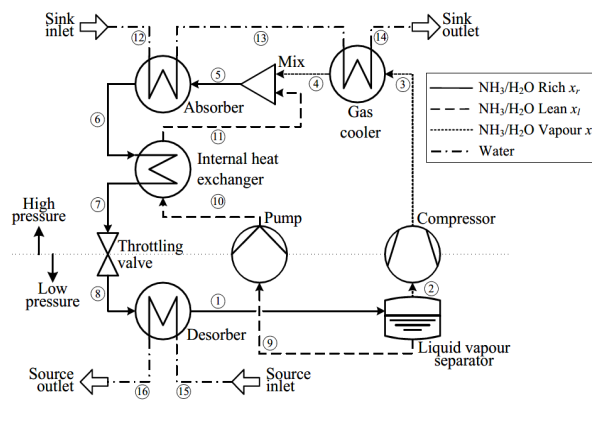 Sink
inlet
⑫
⑬
⑭
Sink
outlet
Mix
⑤
④
③
Absorber
Gas
cooler
NH₃/H₂O Rich xᵣ
NH₃/H₂O Lean xₗ
NH₃/H₂O Vapour x
Water
⑥
⑪
Internal heat
exchanger
⑦
⑩
High
pressure
Pump
Compressor
Throttling
valve
Low
pressure
⑧
①
②
Desorber
⑨
Liquid vapour
separator
Source
outlet
⑯
⑮
Source
inlet